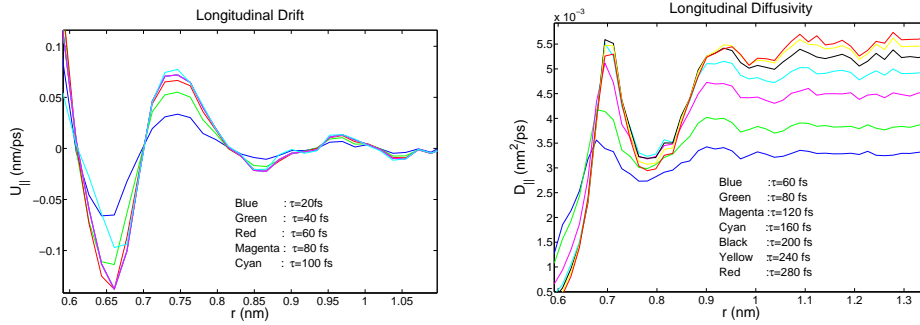 Longitudinal Drift
0.1
0.05
0
−0.05
−0.1
U|| (nm/ps)
Blue : τ=20fs
Green : τ=40 fs
Red : τ=60 fs
Magenta : τ=80 fs
Cyan : τ=100 fs
0.6 0.65 0.7 0.75 0.8 0.85 0.9 0.95 1 1.05
r (nm)
Longitudinal Diffusivity
x 10⁻³
5.5
5
4.5
4
3.5
3
2.5
2
1.5
1
0.5
D|| (nm²/ps)
Blue :τ=60 fs
Green :τ=80 fs
Magenta :τ=120 fs
Cyan :τ=160 fs
Black :τ=200 fs
Yellow :τ=240 fs
Red :τ=280 fs
0.6 0.7 0.8 0.9 1 1.1 1.2 1.3
r (nm)